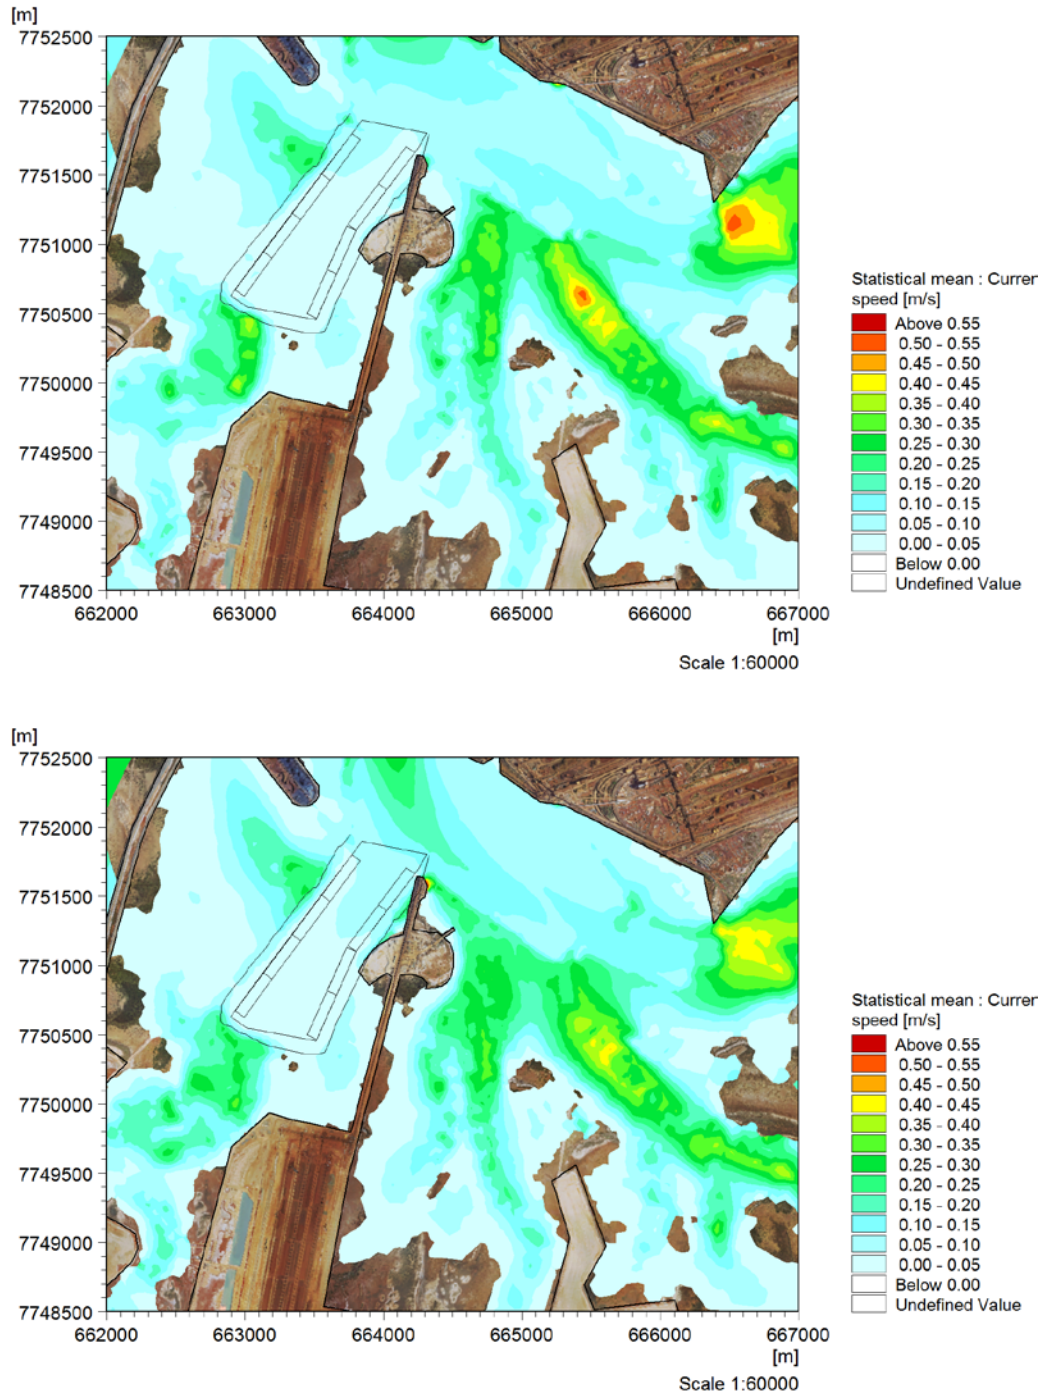 [m]
7752500
7752000
7751500
7751000
7750500
7750000
7749500
7749000
7748500
662000 663000 664000 665000 666000 667000
[m]
Scale 1:60000
Statistical mean : Curren
speed [m/s]
Above 0.55
0.50 - 0.55
0.45 - 0.50
0.40 - 0.45
0.35 - 0.40
0.30 - 0.35
0.25 - 0.30
0.20 - 0.25
0.15 - 0.20
0.10 - 0.15
0.05 - 0.10
0.00 - 0.05
Below 0.00
Undefined Value
[m]
7752500
7752000
7751500
7751000
7750500
7750000
7749500
7749000
7748500
662000 663000 664000 665000 666000 667000
[m]
Scale 1:60000
Statistical mean : Curren
speed [m/s]
Above 0.55
0.50 - 0.55
0.45 - 0.50
0.40 - 0.45
0.35 - 0.40
0.30 - 0.35
0.25 - 0.30
0.20 - 0.25
0.15 - 0.20
0.10 - 0.15
0.05 - 0.10
0.00 - 0.05
Below 0.00
Undefined Value